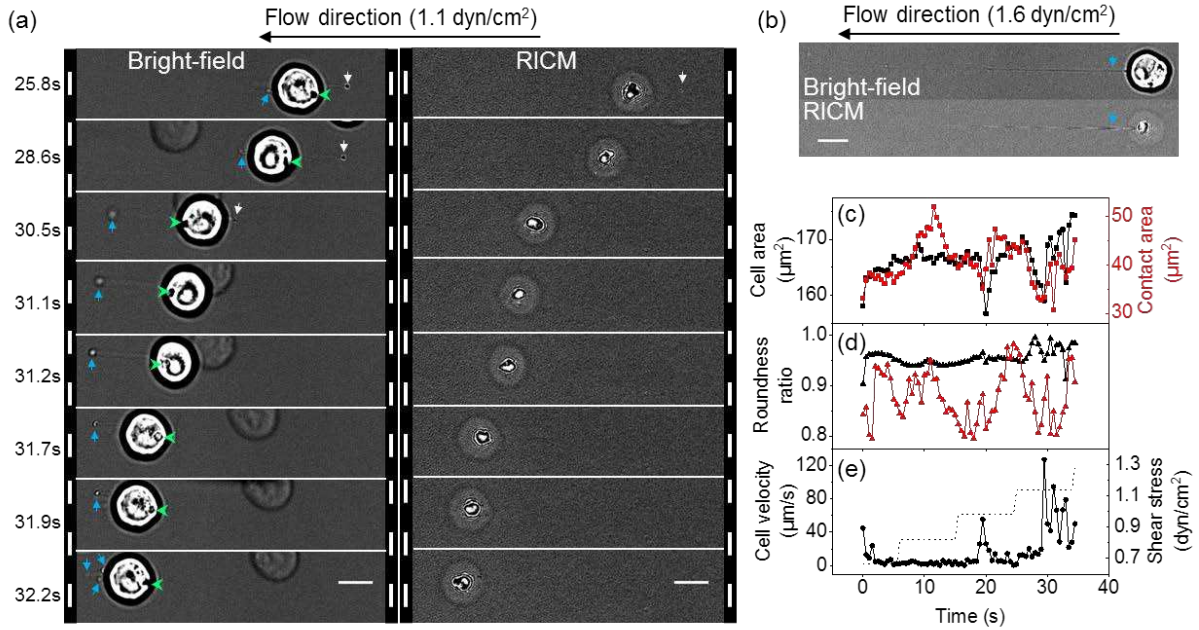 (a)
Flow direction (1.1 dyn/cm²)
Bright-field
RICM
25.8s
28.6s
30.5s
31.1s
31.2s
31.7s
31.9s
32.2s
(b)
Flow direction (1.6 dyn/cm²)
Bright-field
RICM
(c)
Cell area
(µm²)
170
160
50
40
30
Contact area
(µm²)
(d)
Roundness
ratio
1.0
0.9
0.8
(e)
Cell velocity
(µm/s)
120
80
40
0
1.3
1.1
0.9
0.7
Shear stress
(dyn/cm²)
0 10 20 30 40
Time (s)